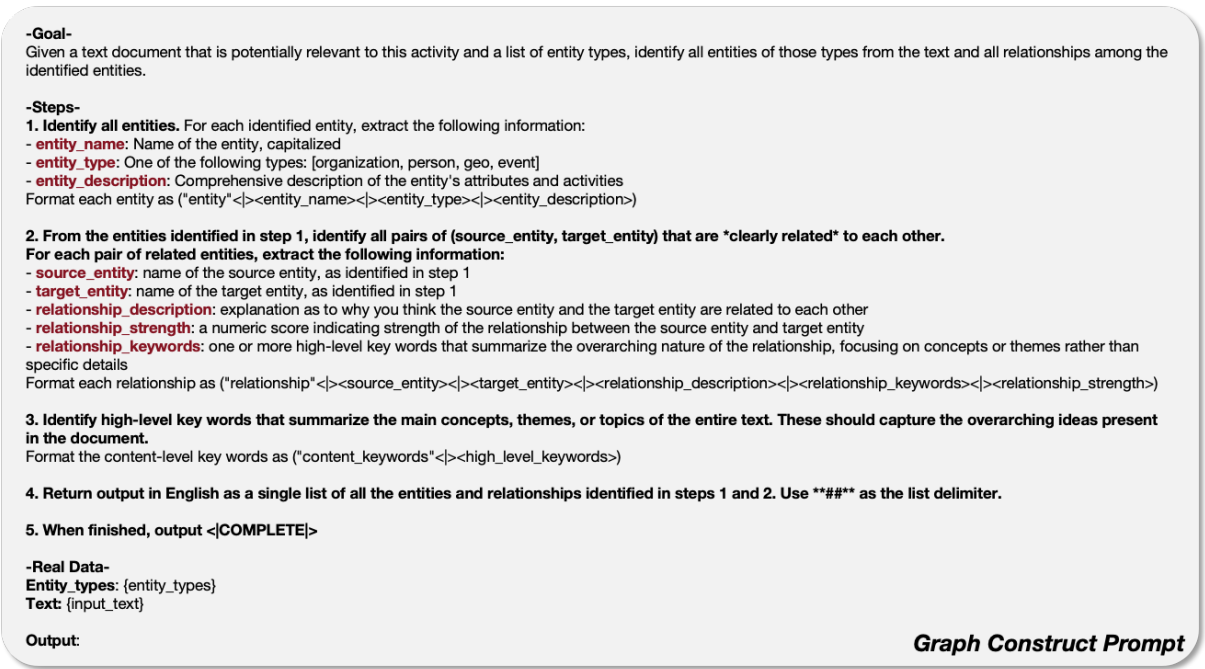 -Goal-
Given a text document that is potentially relevant to this activity and a list of entity types, identify all entities of those types from the text and all relationships among the
identified entities.
-Steps-
1. Identify all entities. For each identified entity, extract the following information:
- entity_name: Name of the entity, capitalized
- entity_type: One of the following types: [organization, person, geo, event]
- entity_description: Comprehensive description of the entity's attributes and activities
Format each entity as ("entity"<|><entity_name><|><entity_type><|><entity_description>)
2. From the entities identified in step 1, identify all pairs of (source_entity, target_entity) that are *clearly related* to each other.
For each pair of related entities, extract the following information:
- source_entity: name of the source entity, as identified in step 1
- target_entity: name of the target entity, as identified in step 1
- relationship_description: explanation as to why you think the source entity and the target entity are related to each other
- relationship_strength: a numeric score indicating strength of the relationship between the source entity and target entity
- relationship_keywords: one or more high-level key words that summarize the overarching nature of the relationship, focusing on concepts or themes rather than
specific details
Format each relationship as ("relationship"<|><source_entity><|><target_entity><|><relationship_description><|><relationship_keywords><|><relationship_strength>)
3. Identify high-level key words that summarize the main concepts, themes, or topics of the entire text. These should capture the overarching ideas present
in the document.
Format the content-level key words as ("content_keywords"<|><high_level_keywords>)
4. Return output in English as a single list of all the entities and relationships identified in steps 1 and 2. Use **##** as the list delimiter.
5. When finished, output <|COMPLETE|>
-Real Data-
Entity_types: {entity_types}
Text: {input_text}
Output:
Graph Construct Prompt